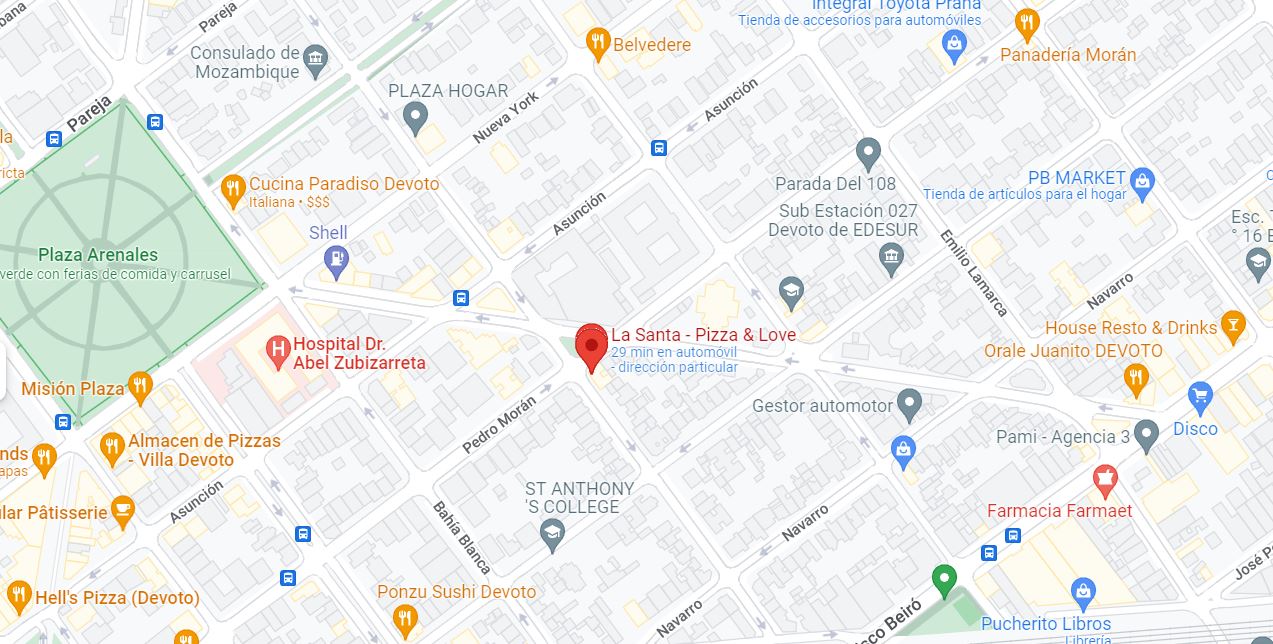 Pareja
Integral Toyota Prana
Tienda de accesorios para automóviles
Belvedere
Panadería Morán
Consulado de
Mozambique
PLAZA HOGAR
Nueva York
Asunción
Pareja
Cucina Paradiso Devoto
Italiana • $$$
Parada Del 108
PB MARKET
Tienda de artículos para el hogar
Asunción
Sub Estación 027
Devoto de EDESUR
Esc.
° 16
Shell
Plaza Arenales
verde con ferias de comida y carrusel
Emilio Lamarca
Navarro
La Santa - Pizza & Love
29 min en automóvil
- dirección particular
House Resto & Drinks
Orale Juanito DEVOTO
Hospital Dr.
Abel Zubizarreta
Misión Plaza
Gestor automotor
Pedro Morán
Disco
Pami - Agencia 3
Almacen de Pizzas
- Villa Devoto
Asunción
ST ANTHONY
'S COLLEGE
Bahía Blanca
Navarro
Farmacia Farmaet
Pâtisserie
José
Hell's Pizza (Devoto)
Ponzu Sushi Devoto
Navarro
Beiró
Pucherito Libros
Librería